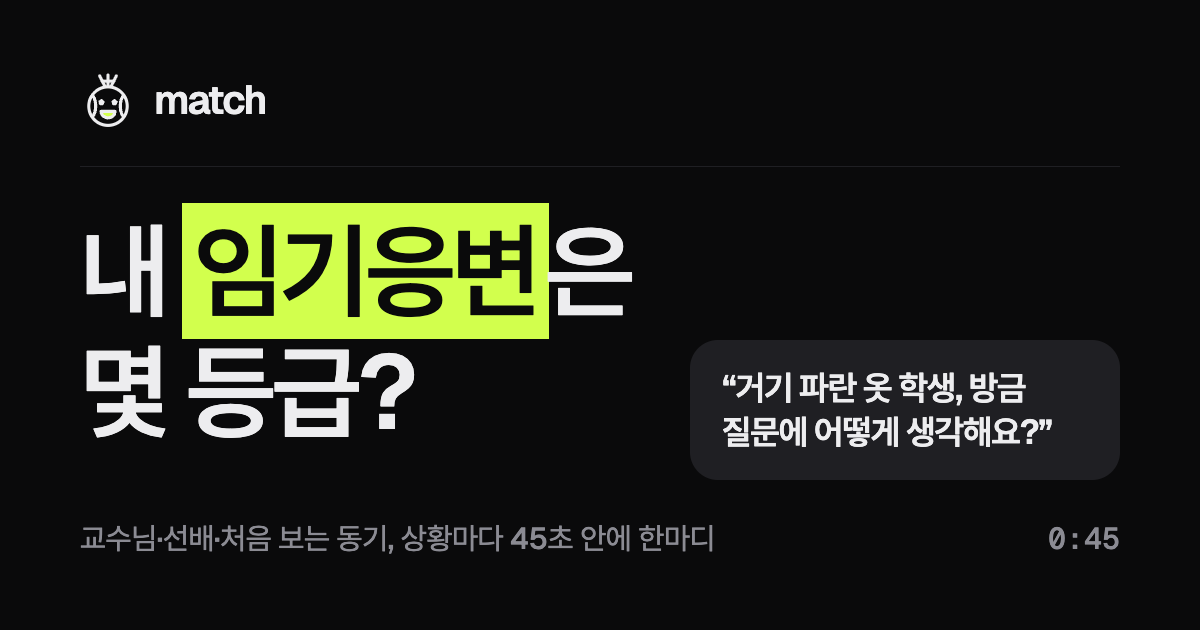 match
내 임기응변은
몇 등급?
“거기 파란 옷 학생, 방금
질문에 어떻게 생각해요?”
교수님·선배·처음 보는 동기, 상황마다 45초 안에 한마디
0:45